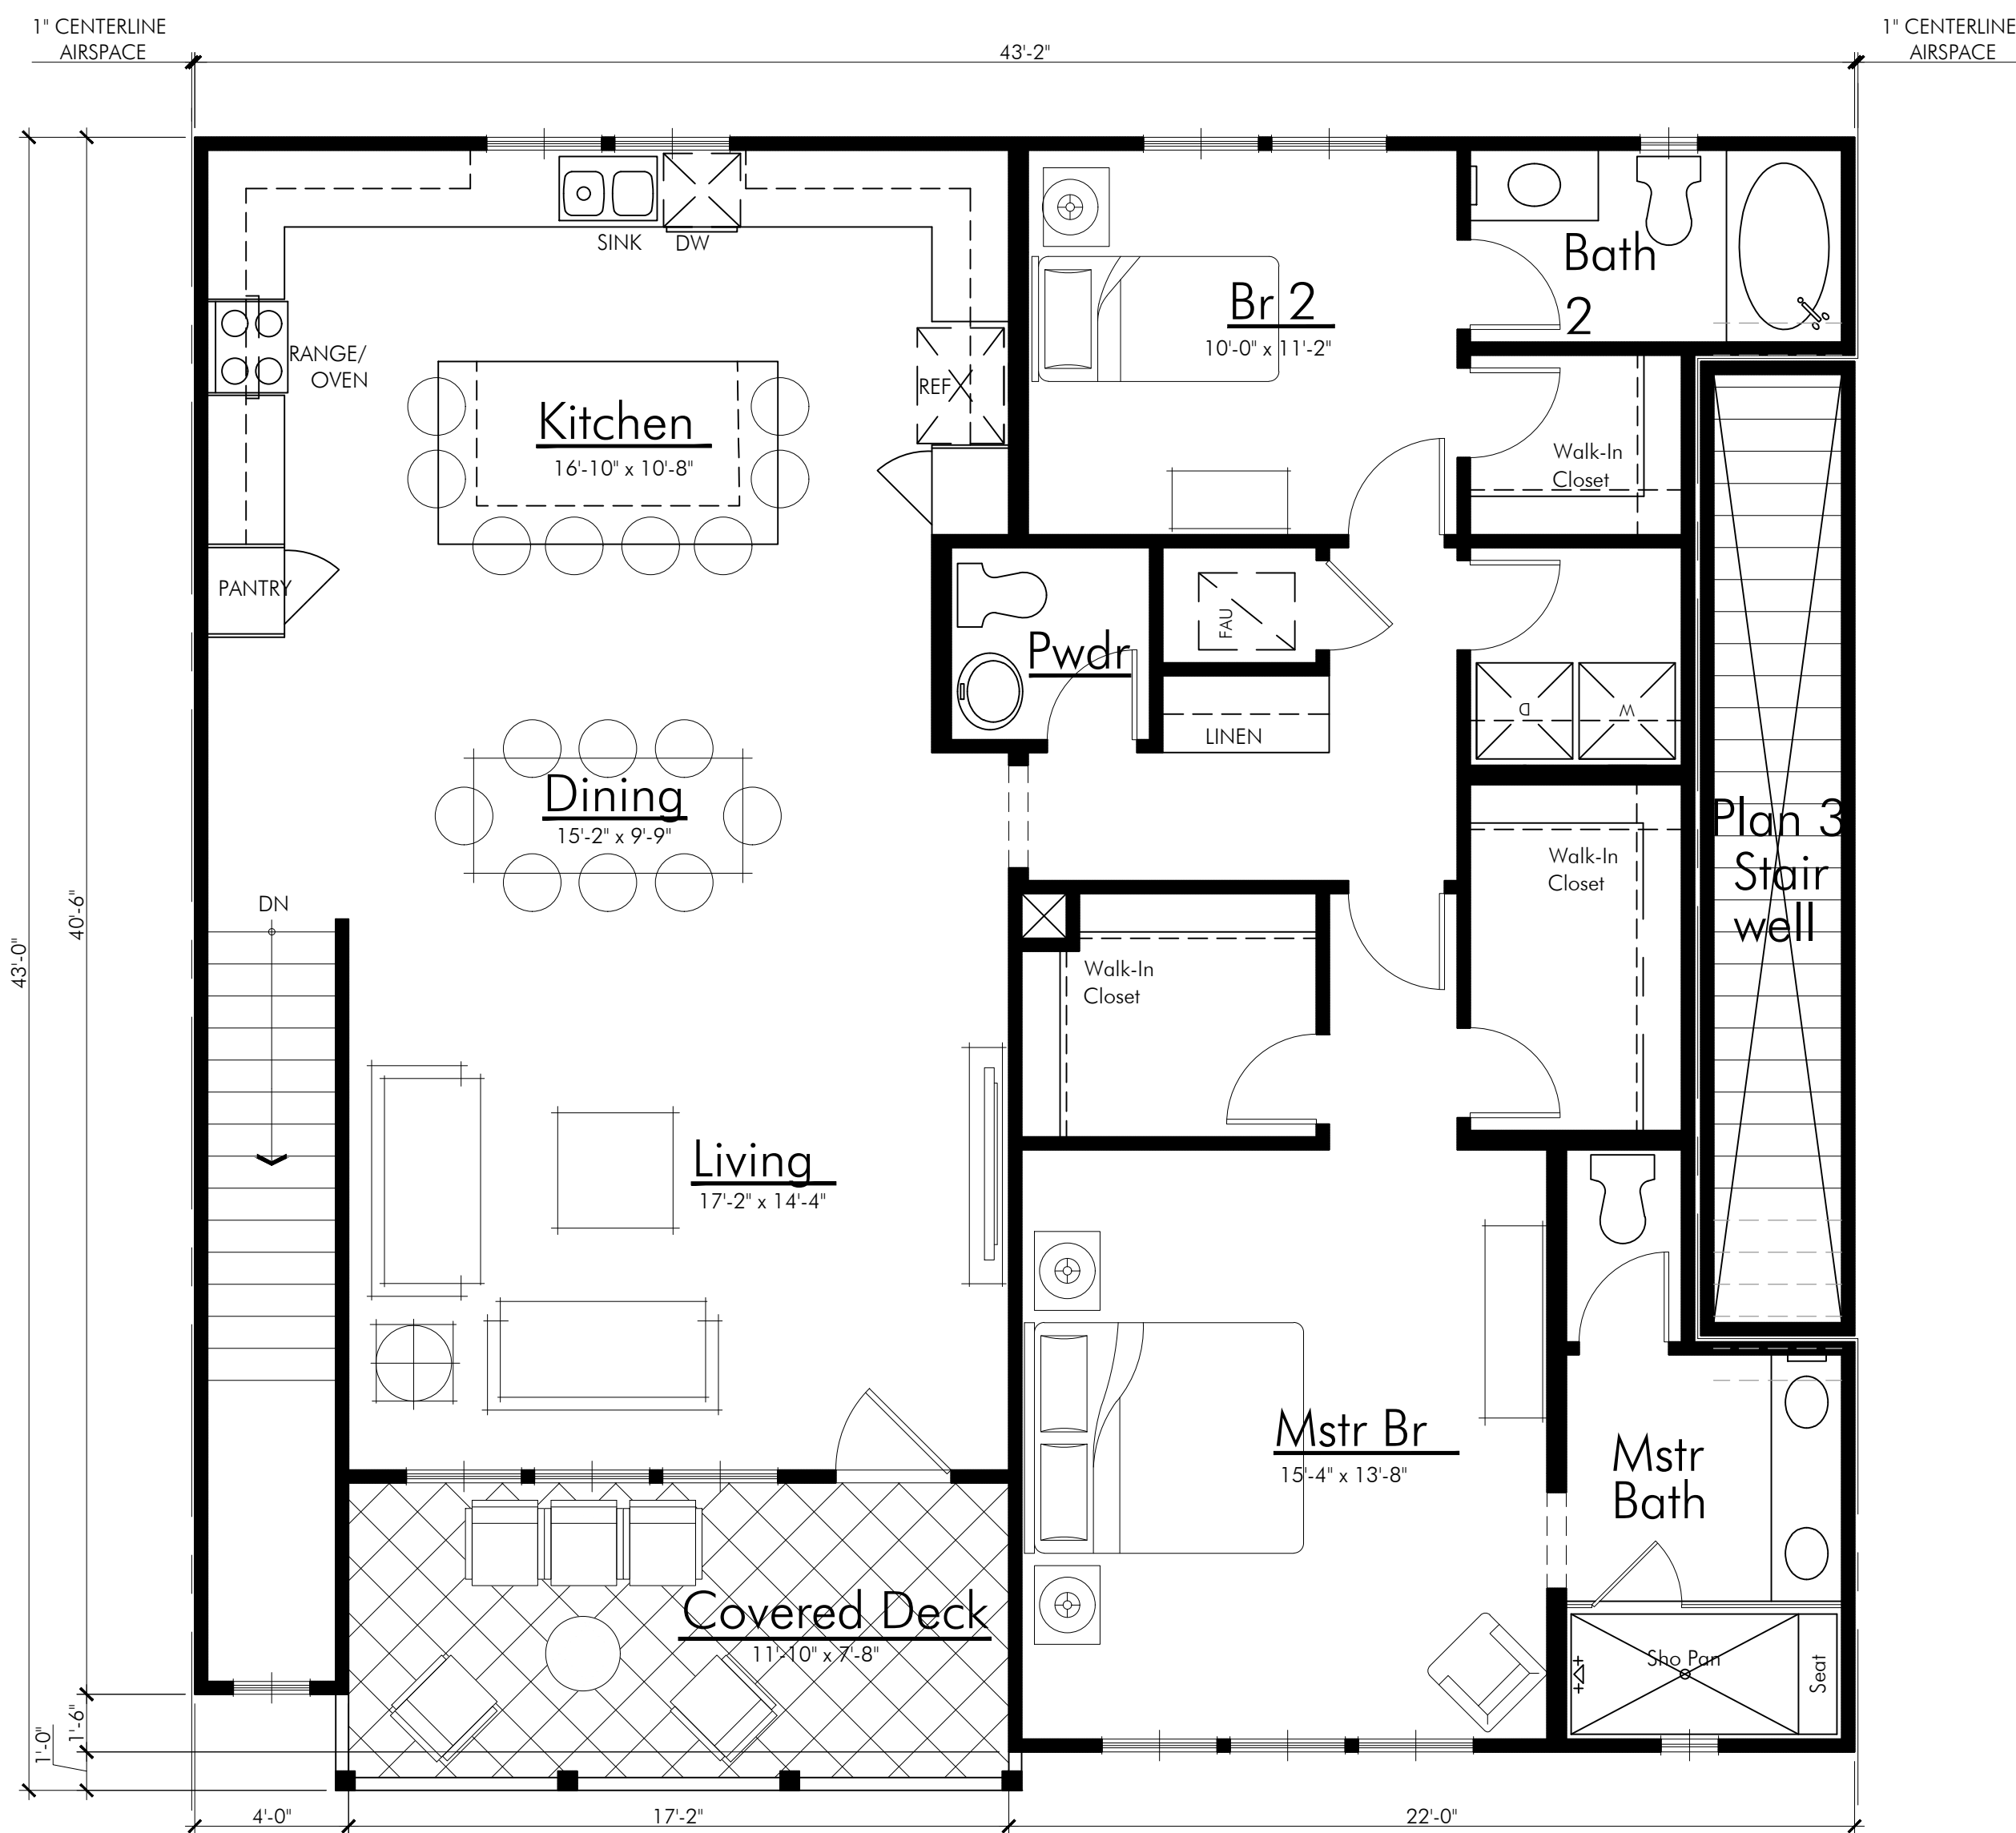 1" CENTERLINE
AIRSPACE
43'-2"
1" CENTERLINE
AIRSPACE
SINK
DW
Bath
2
Br 2
10'-0" x 11'-2"
RANGE/
OVEN
REF
Kitchen
16'-10" x 10'-8"
Walk-In
Closet
PANTRY
FAU
Pwdr
LINEN
D
W
Dining
15'-2" x 9'-9"
Plan 3
Stair
well
Walk-In
Closet
DN
40'-6"
43'-0"
Walk-In
Closet
Living
17'-2" x 14'-4"
Mstr Br
15'-4" x 13'-8"
Mstr
Bath
Covered Deck
11'-10" x 7'-8"
Sho Pan
Seat
1'-6"
1'-0"
4'-0"
17'-2"
22'-0"